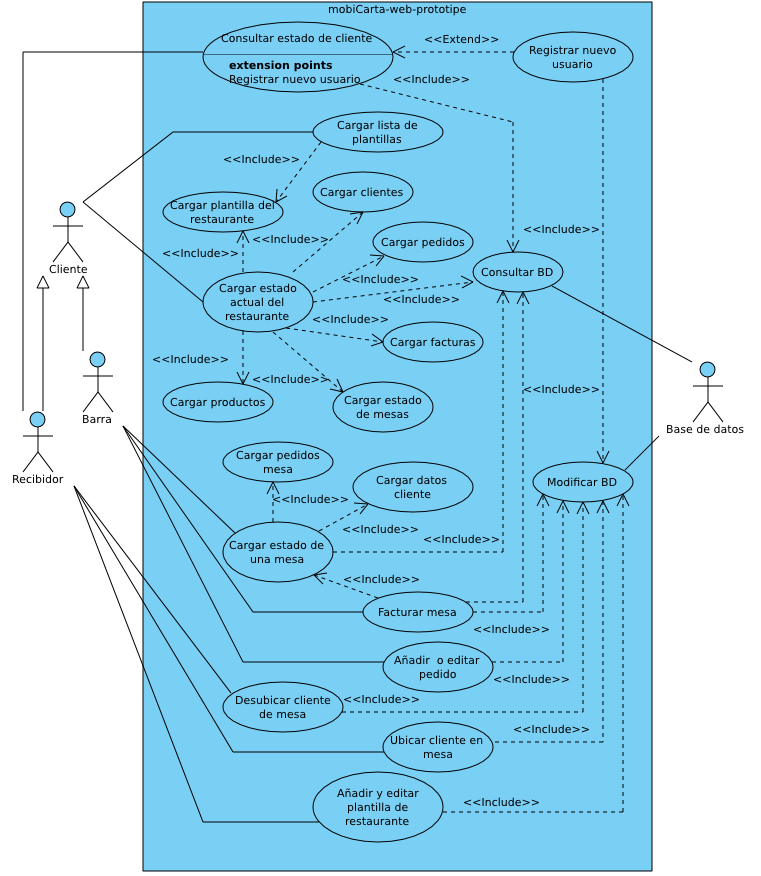 mobiCarta-web-prototipe
Consultar estado de cliente
extension points
Registrar nuevo usuario
<<Extend>>
Registrar nuevo
usuario
<<Include>>
Cargar lista de
plantillas
<<Include>>
Cargar plantilla del
restaurante
Cargar clientes
<<Include>>
<<Include>>
<<Include>>
Cargar pedidos
Cliente
Consultar BD
<<Include>>
Cargar estado
actual del
restaurante
<<Include>>
<<Include>>
Cargar facturas
<<Include>>
<<Include>>
<<Include>>
Cargar productos
Cargar estado
de mesas
Barra
Base de datos
Recibidor
Cargar pedidos
mesa
Cargar datos
cliente
Modificar BD
<<Include>>
<<Include>>
<<Include>>
Cargar estado de
una mesa
<<Include>>
Facturar mesa
<<Include>>
Añadir  o editar
pedido
<<Include>>
Desubicar cliente
de mesa
<<Include>>
<<Include>>
Ubicar cliente en
mesa
Añadir y editar
plantilla de
restaurante
<<Include>>